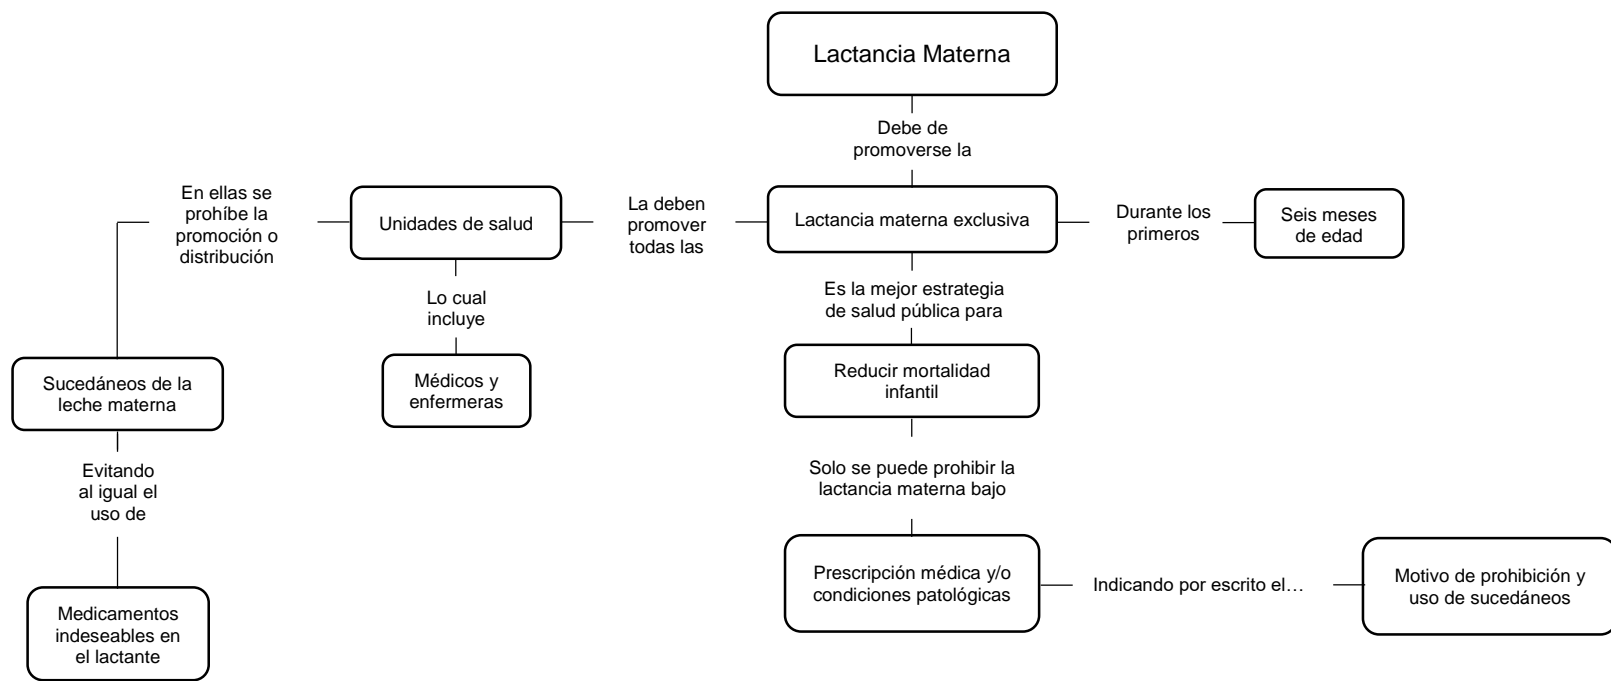 Lactancia Materna
Debe de
promoverse la
En ellas se
prohíbe la
promoción o
distribución
Unidades de salud
La deben
promover
todas las
Lactancia materna exclusiva
Durante los
primeros
Seis meses
de edad
Lo cual
incluye
Es la mejor estrategia
de salud pública para
Sucedáneos de la
leche materna
Médicos y
enfermeras
Reducir mortalidad
infantil
Evitando
al igual el
uso de
Solo se puede prohibir la
lactancia materna bajo
Medicamentos
indeseables en
el lactante
Prescripción médica y/o
condiciones patológicas
Indicando por escrito el…
Motivo de prohibición y
uso de sucedáneos